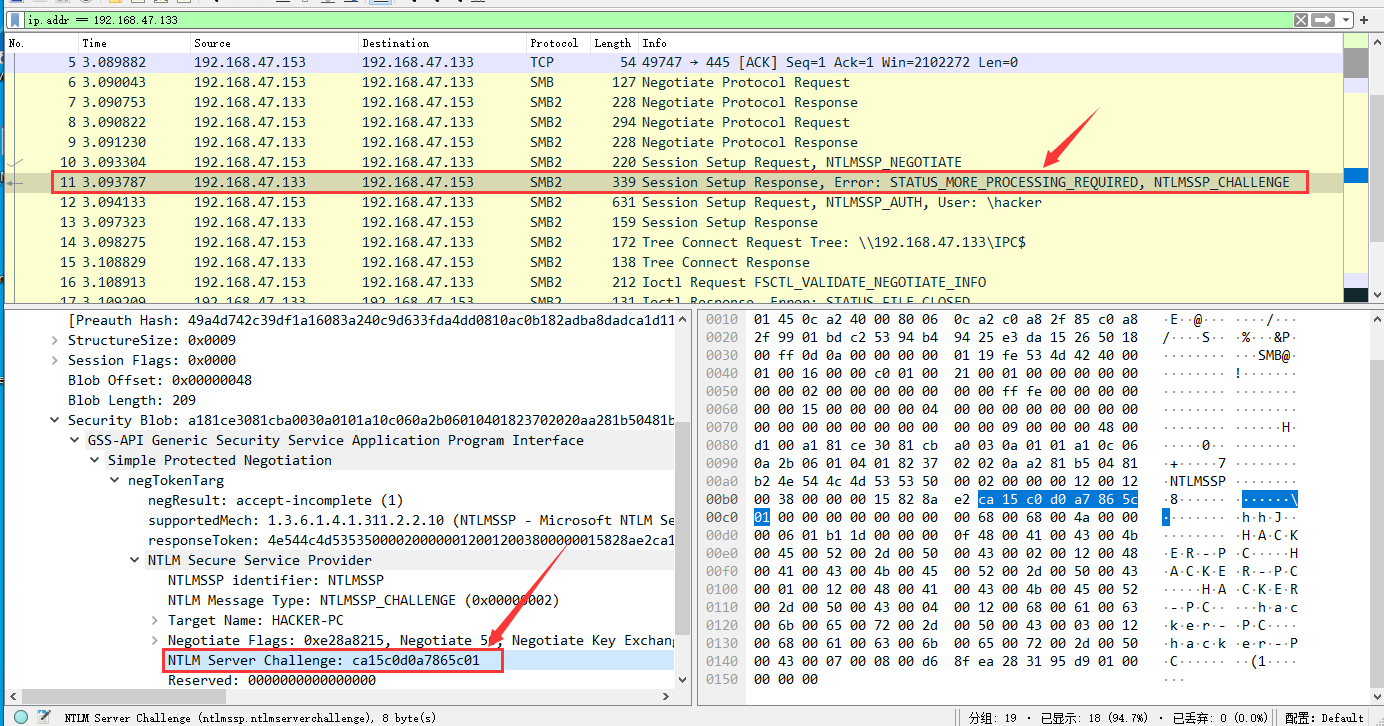 ip.addr == 192.168.47.133
No. Time Source Destination Protocol Length Info
5 3.089882 192.168.47.153 192.168.47.133 TCP 54 49747 → 445 [ACK] Seq=1 Ack=1 Win=2102272 Len=0
6 3.090043 192.168.47.153 192.168.47.133 SMB 127 Negotiate Protocol Request
7 3.090753 192.168.47.133 192.168.47.153 SMB2 228 Negotiate Protocol Response
8 3.090822 192.168.47.153 192.168.47.133 SMB2 294 Negotiate Protocol Request
9 3.091230 192.168.47.133 192.168.47.153 SMB2 228 Negotiate Protocol Response
10 3.093304 192.168.47.153 192.168.47.133 SMB2 220 Session Setup Request, NTLMSSP_NEGOTIATE
11 3.093787 192.168.47.133 192.168.47.153 SMB2 339 Session Setup Response, Error: STATUS_MORE_PROCESSING_REQUIRED, NTLMSSP_CHALLENGE
12 3.094133 192.168.47.153 192.168.47.133 SMB2 631 Session Setup Request, NTLMSSP_AUTH, User: \hacker
13 3.097323 192.168.47.133 192.168.47.153 SMB2 159 Session Setup Response
14 3.098275 192.168.47.153 192.168.47.133 SMB2 172 Tree Connect Request Tree: \\192.168.47.133\IPC$
15 3.108829 192.168.47.133 192.168.47.153 SMB2 138 Tree Connect Response
16 3.108913 192.168.47.153 192.168.47.133 SMB2 212 Ioctl Request FSCTL_VALIDATE_NEGOTIATE_INFO
17 3.109209 192.168.47.133 192.168.47.153 SMB2 131 Ioctl Response, Error: STATUS_FILE_CLOSED
[Preauth Hash: 49a4d742c39df1a16083a240c9d633fda4dd0810ac0b182adba8dadca1d11
StructureSize: 0x0009
Session Flags: 0x0000
Blob Offset: 0x00000048
Blob Length: 209
Security Blob: a181ce3081cba0030a0101a10c060a2b06010401823702020aa281b50481b
GSS-API Generic Security Service Application Program Interface
Simple Protected Negotiation
negTokenTarg
negResult: accept-incomplete (1)
supportedMech: 1.3.6.1.4.1.311.2.2.10 (NTLMSSP - Microsoft NTLM Se
responseToken: 4e544c4d5353500002000000120012003800000015828ae2ca1
NTLM Secure Service Provider
NTLMSSP identifier: NTLMSSP
NTLM Message Type: NTLMSSP_CHALLENGE (0x00000002)
Target Name: HACKER-PC
Negotiate Flags: 0xe28a8215, Negotiate 56, Negotiate Key Exchan
NTLM Server Challenge: ca15c0d0a7865c01
Reserved: 0000000000000000
0010 01 45 0c a2 40 00 80 06 0c a2 c0 a8 2f 85 c0 a8 ·E··@··· ····/···
0020 2f 99 01 bd c2 53 94 b4 94 25 e3 da 15 26 50 18 /····S·· ·%···&P·
0030 00 ff 0d 0a 00 00 00 00 01 19 fe 53 4d 42 40 00 ········ ···SMB@·
0040 01 00 16 00 00 c0 01 00 21 00 01 00 00 00 00 00 ········ !·······
0050 00 00 02 00 00 00 00 00 00 00 ff fe 00 00 00 00 ········ ········
0060 00 00 15 00 00 00 00 04 00 00 00 00 00 00 00 00 ········ ········
0070 00 00 00 00 00 00 00 00 00 00 09 00 00 00 48 00 ········ ······H·
0080 d1 00 a1 81 ce 30 81 cb a0 03 0a 01 01 a1 0c 06 ·····0·· ········
0090 0a 2b 06 01 04 01 82 37 02 02 0a a2 81 b5 04 81 ·+·····7 ········
00a0 b2 4e 54 4c 4d 53 53 50 00 02 00 00 00 12 00 12 ·NTLMSSP ········
00b0 00 38 00 00 00 15 82 8a e2 ca 15 c0 d0 a7 86 5c ·8······ ·······\
00c0 01 00 00 00 00 00 00 00 00 68 00 68 00 4a 00 00 ········ ·h·h·J··
00d0 00 06 01 b1 1d 00 00 00 0f 48 00 41 00 43 00 4b ········ ·H·A·C·K
00e0 00 45 00 52 00 2d 00 50 00 43 00 02 00 12 00 48 ·E·R·-·P ·C·····H
00f0 00 41 00 43 00 4b 00 45 00 52 00 2d 00 50 00 43 ·A·C·K·E ·R·-·P·C
0100 00 01 00 12 00 48 00 41 00 43 00 4b 00 45 00 52 ·····H·A ·C·K·E·R
0110 00 2d 00 50 00 43 00 04 00 12 00 68 00 61 00 63 ·-·P·C·· ···h·a·c
0120 00 6b 00 65 00 72 00 2d 00 50 00 43 00 03 00 12 ·k·e·r·- ·P·C····
0130 00 68 00 61 00 63 00 6b 00 65 00 72 00 2d 00 50 ·h·a·c·k ·e·r·-·P
0140 00 43 00 07 00 08 00 d6 8f ea 28 31 95 d9 01 00 ·C······ ··(1····
0150 00 00 00 ···
NTLM Server Challenge (ntlmssp.ntlmserverchallenge), 8 byte(s)
分组: 19 · 已显示: 18 (94.7%) · 已丢弃: 0 (0.0%)
配置: Default